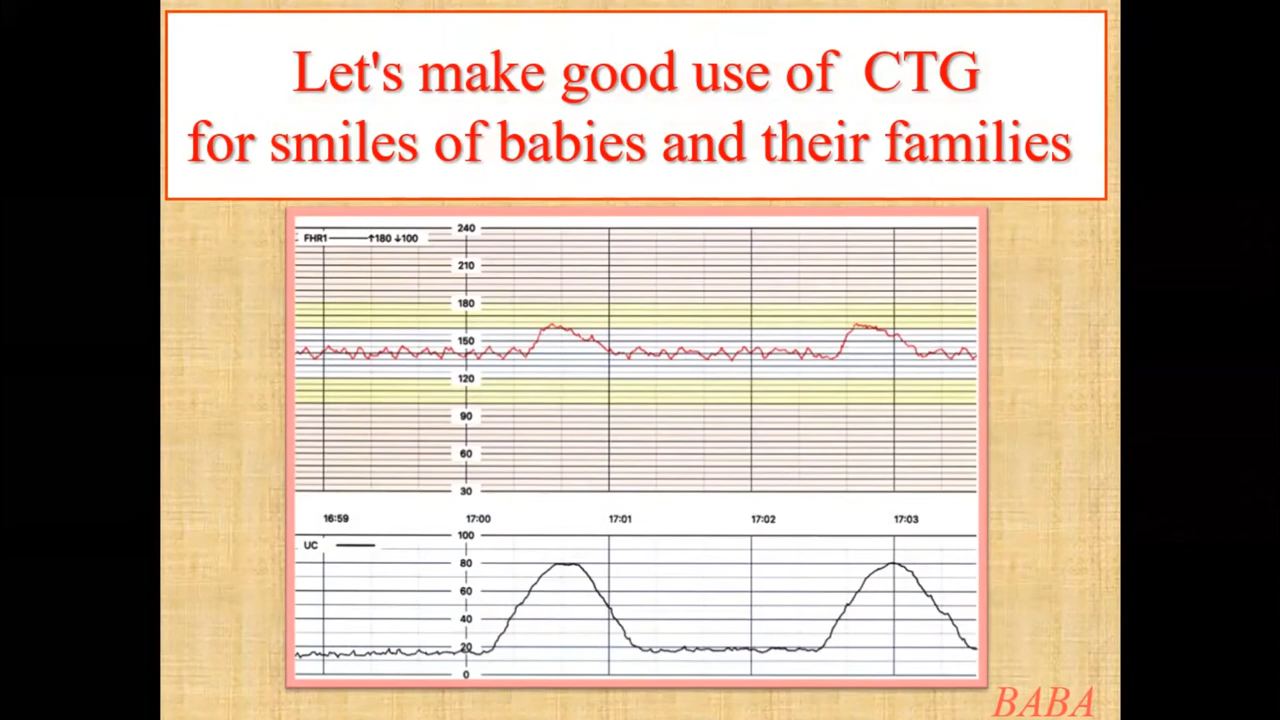 Let's make good use of CTG
for smiles of babies and their families
FHR1 ↑180 ↓100
240
210
180
150
120
90
60
30
16:59 17:00 17:01 17:02 17:03
100
UC
80
60
40
20
0
BABA